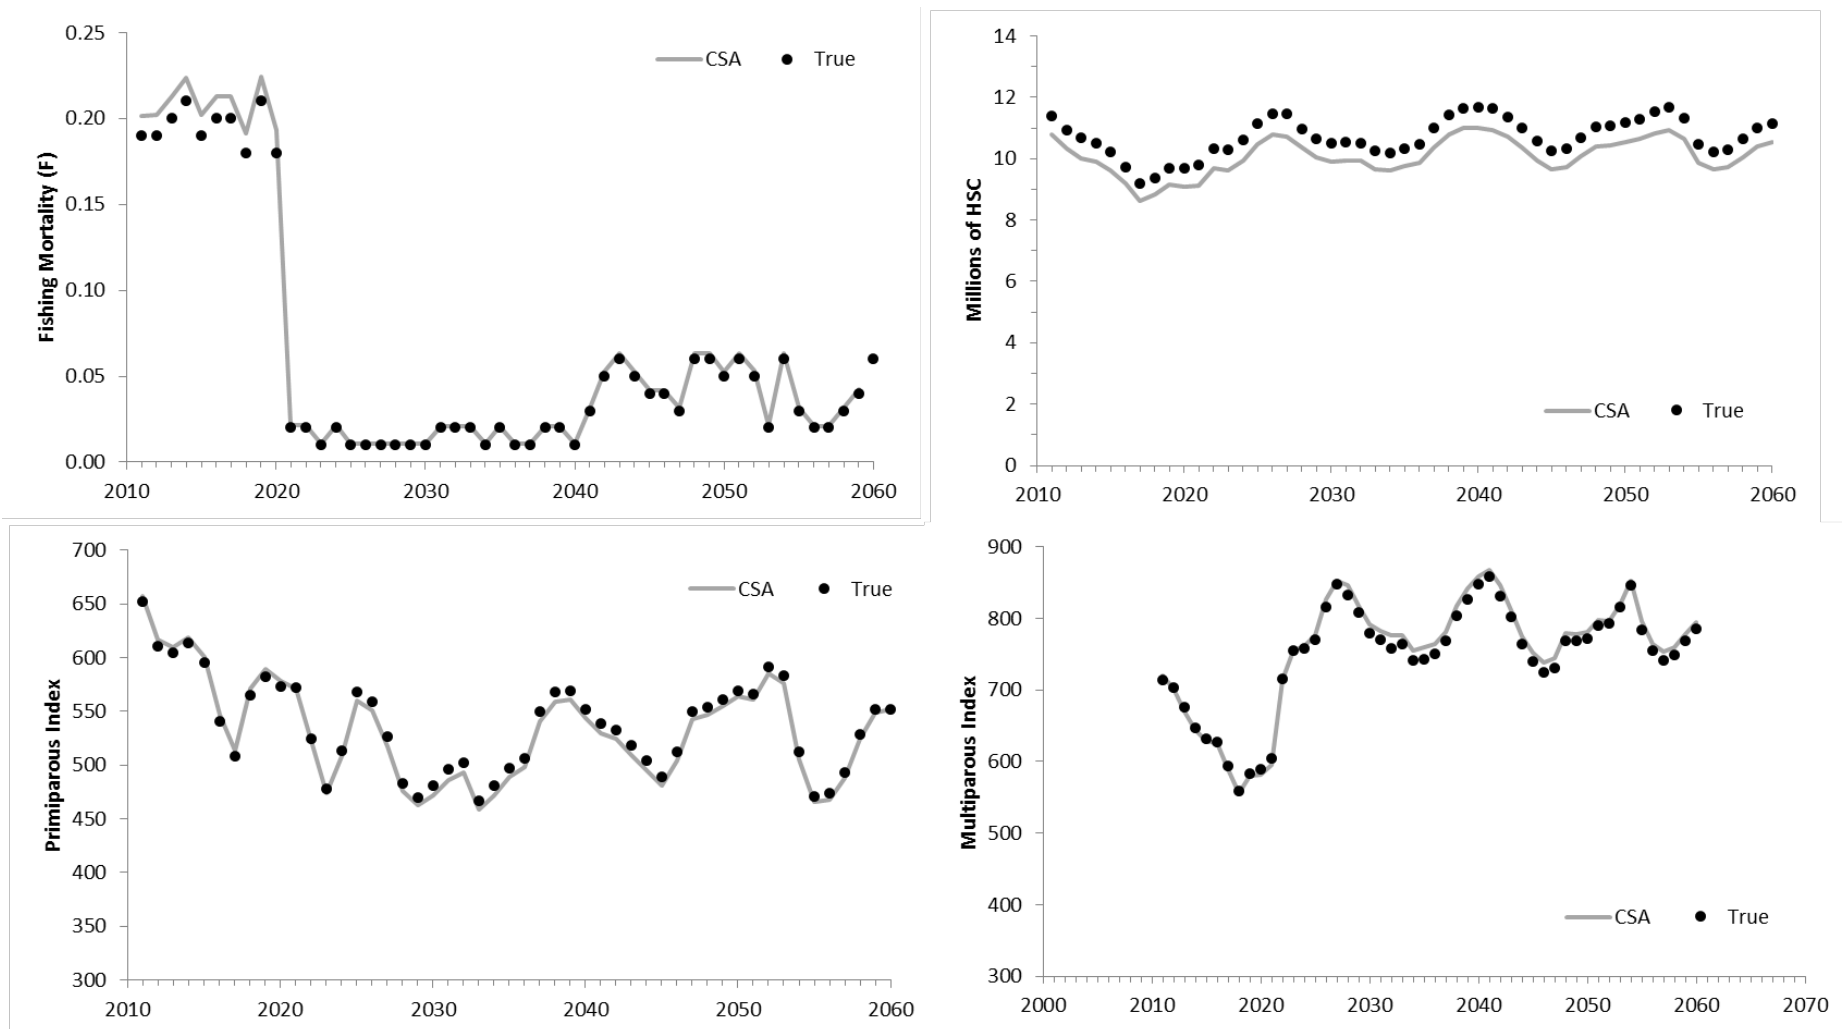 0.25
0.20
0.15
0.10
0.05
0.00
Fishing Mortality (F)
CSA True
2010 2020 2030 2040 2050 2060
14
12
10
8
6
4
2
0
Millions of HSC
CSA True
2010 2020 2030 2040 2050 2060
700
650
600
550
500
450
400
350
300
Primiparous Index
CSA True
2010 2020 2030 2040 2050 2060
900
800
700
600
500
400
300
Multiparous Index
CSA True
2000 2010 2020 2030 2040 2050 2060 2070